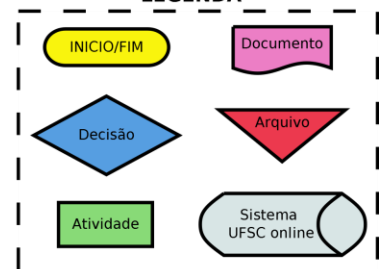 LEGENDA
INICIO/FIM
Documento
Decisão
Arquivo
Atividade
Sistema
UFSC online